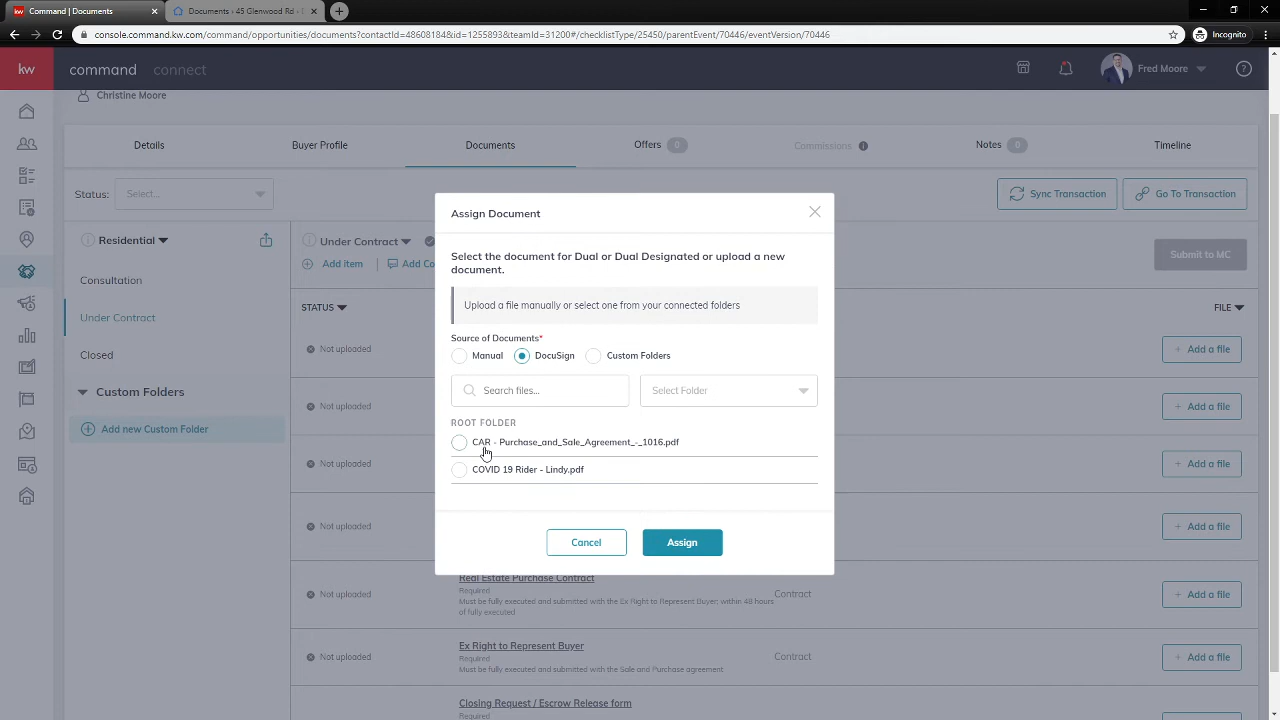 Command | Documents
Documents › 45 Glenwood Rd › D
console.command.kw.com/command/opportunities/documents?contactId=48608184&id=1255893&teamId=31200#/checklistType/25450/parentEvent/70446/eventVersion/70446
Incognito
kw
command connect
Fred Moore
Christine Moore
Details
Buyer Profile
Documents
Offers 0
Commissions
Notes 0
Timeline
Status:
Select...
Sync Transaction
Go To Transaction
Residential
Consultation
Under Contract
Closed
Custom Folders
Add new Custom Folder
Under Contract
Add item
Add Co
Submit to MC
STATUS
FILE
Not uploaded
+ Add a file
Not uploaded
+ Add a file
Not uploaded
+ Add a file
Not uploaded
+ Add a file
Not uploaded
Real Estate Purchase Contract
Required
Must be fully executed and submitted with the Ex Right to Represent Buyer; within 48 hours
of fully executed
Contract
+ Add a file
Not uploaded
Ex Right to Represent Buyer
Required
Must be fully executed and submitted with the Sale and Purchase agreement
Contract
+ Add a file
Closing Request / Escrow Release form
Required
Assign Document
Select the document for Dual or Dual Designated or upload a new
document.
Upload a file manually or select one from your connected folders
Source of Documents*
Manual
DocuSign
Custom Folders
Search files...
Select Folder
ROOT FOLDER
CAR - Purchase_and_Sale_Agreement_-_1016.pdf
COVID 19 Rider - Lindy.pdf
Cancel
Assign